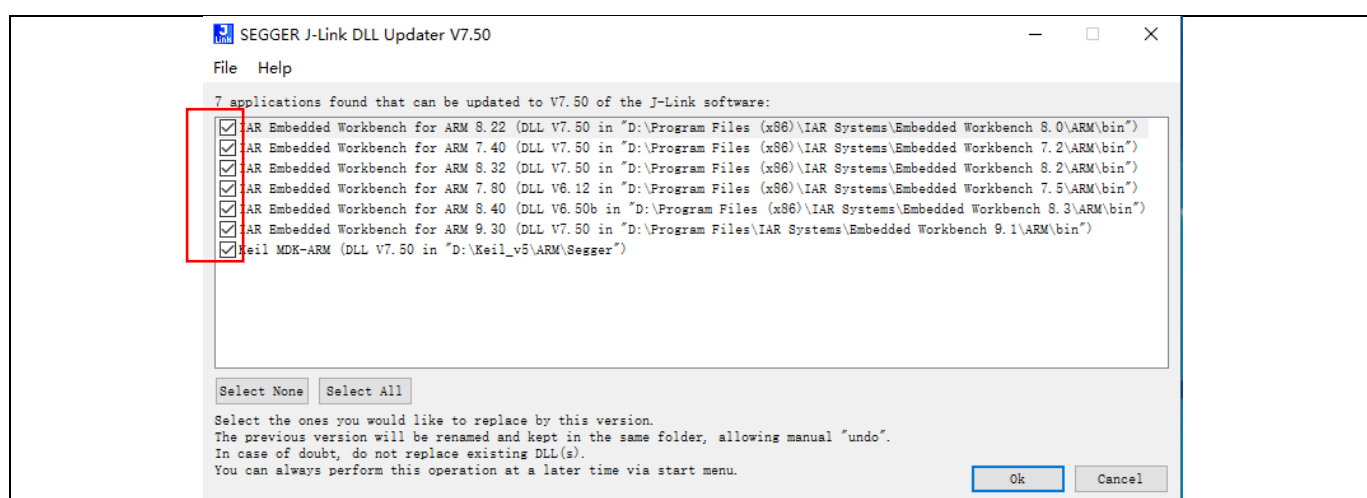 J Link SEGGER J-Link DLL Updater V7.50
File Help
7 applications found that can be updated to V7.50 of the J-Link software:
IAR Embedded Workbench for ARM 8.22 (DLL V7.50 in "D:\Program Files (x86)\IAR Systems\Embedded Workbench 8.0\ARM\bin")
IAR Embedded Workbench for ARM 7.40 (DLL V7.50 in "D:\Program Files (x86)\IAR Systems\Embedded Workbench 7.2\ARM\bin")
IAR Embedded Workbench for ARM 8.32 (DLL V7.50 in "D:\Program Files (x86)\IAR Systems\Embedded Workbench 8.2\ARM\bin")
IAR Embedded Workbench for ARM 7.80 (DLL V6.12 in "D:\Program Files (x86)\IAR Systems\Embedded Workbench 7.5\ARM\bin")
IAR Embedded Workbench for ARM 8.40 (DLL V6.50b in "D:\Program Files (x86)\IAR Systems\Embedded Workbench 8.3\ARM\bin")
IAR Embedded Workbench for ARM 9.30 (DLL V7.50 in "D:\Program Files\IAR Systems\Embedded Workbench 9.1\ARM\bin")
Keil MDK-ARM (DLL V7.50 in "D:\Keil_v5\ARM\Segger")
Select None Select All
Select the ones you would like to replace by this version.
The previous version will be renamed and kept in the same folder, allowing manual "undo".
In case of doubt, do not replace existing DLL(s).
You can always perform this operation at a later time via start menu.
Ok Cancel